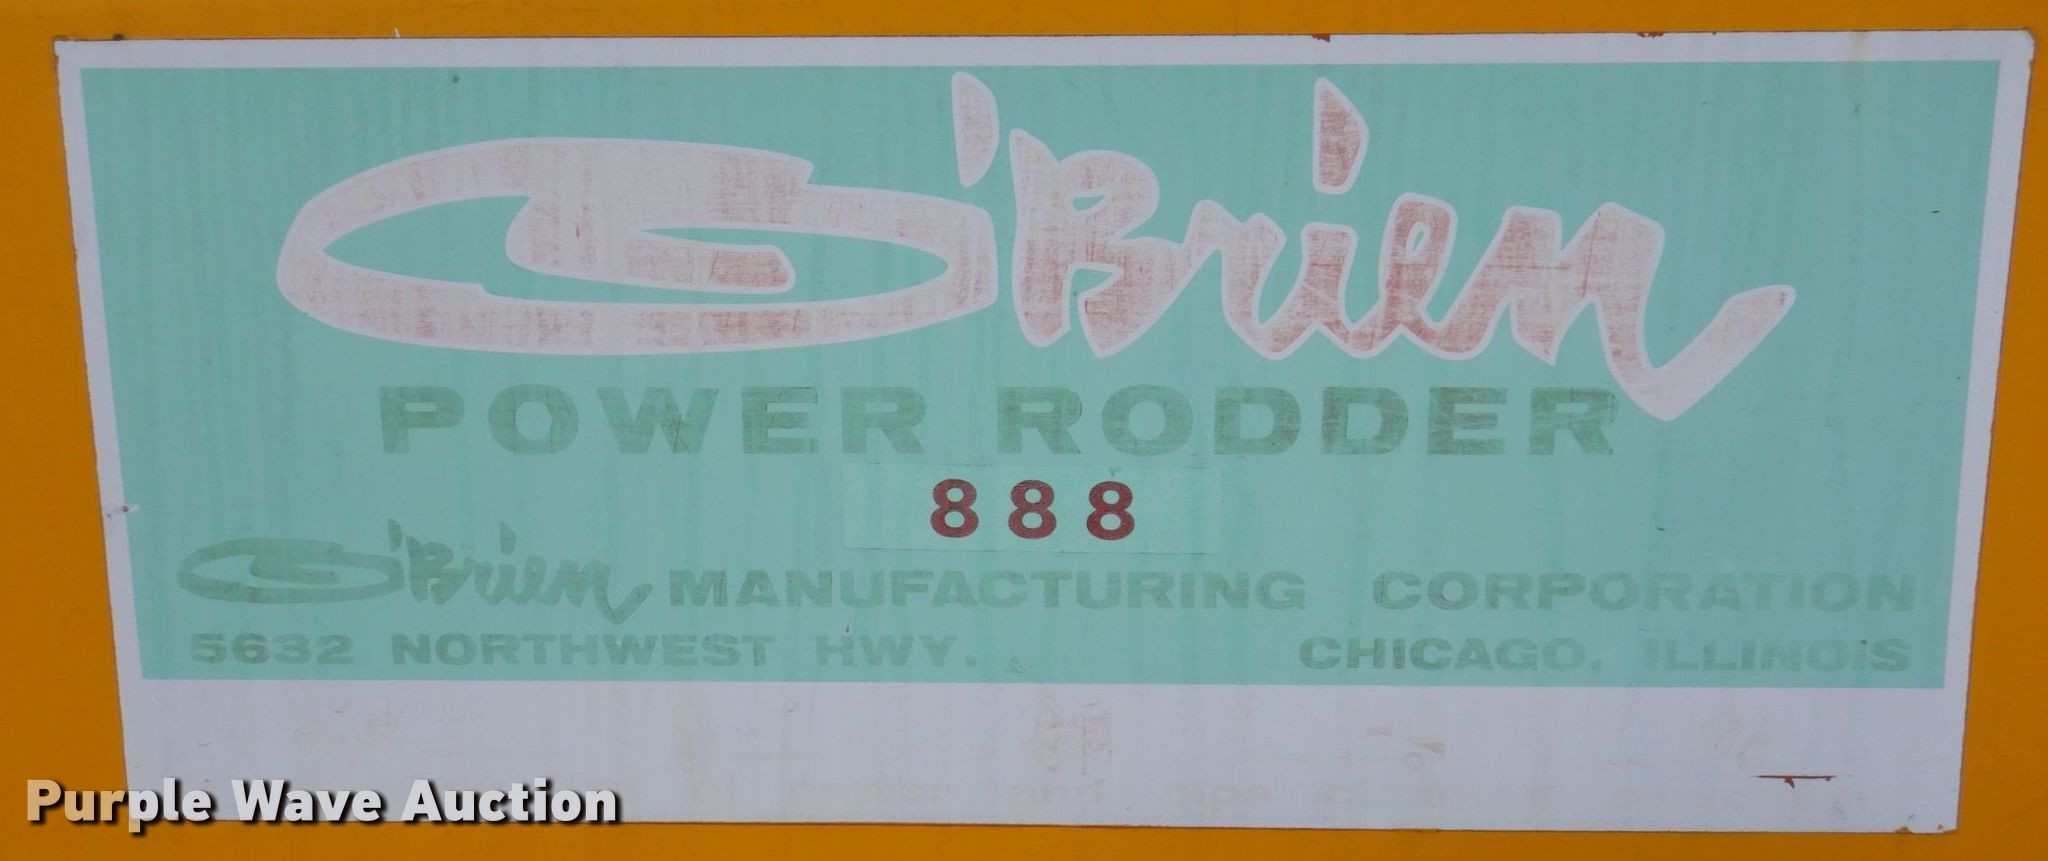 O'Brien
POWER RODDER
888
O'Brien MANUFACTURING CORPORATION
5632 NORTHWEST HWY. CHICAGO, ILLINOIS
Purple Wave Auction